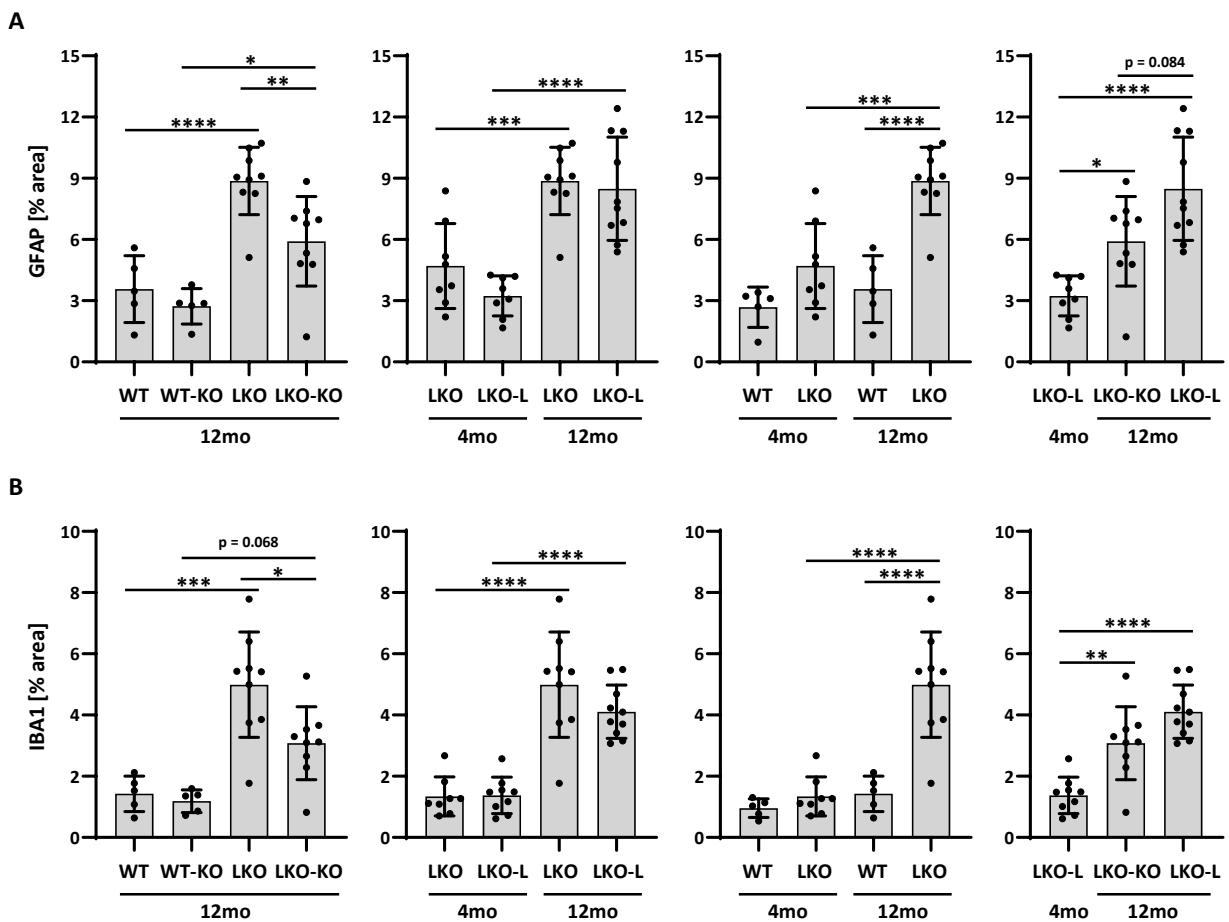 A
GFAP [% area]
15
12
9
6
3
0
*
**
****
WT WT-KO LKO LKO-KO
12mo
15
12
9
6
3
0
****
***
LKO LKO-L LKO LKO-L
4mo 12mo
15
12
9
6
3
0
***
****
WT LKO WT LKO
4mo 12mo
15
12
9
6
3
0
p = 0.084
****
*
LKO-L LKO-KO LKO-L
4mo 12mo
B
IBA1 [% area]
10
8
6
4
2
0
p = 0.068
*** *
WT WT-KO LKO LKO-KO
12mo
10
8
6
4
2
0
****
****
LKO LKO-L LKO LKO-L
4mo 12mo
10
8
6
4
2
0
****
****
WT LKO WT LKO
4mo 12mo
10
8
6
4
2
0
****
**
LKO-L LKO-KO LKO-L
4mo 12mo